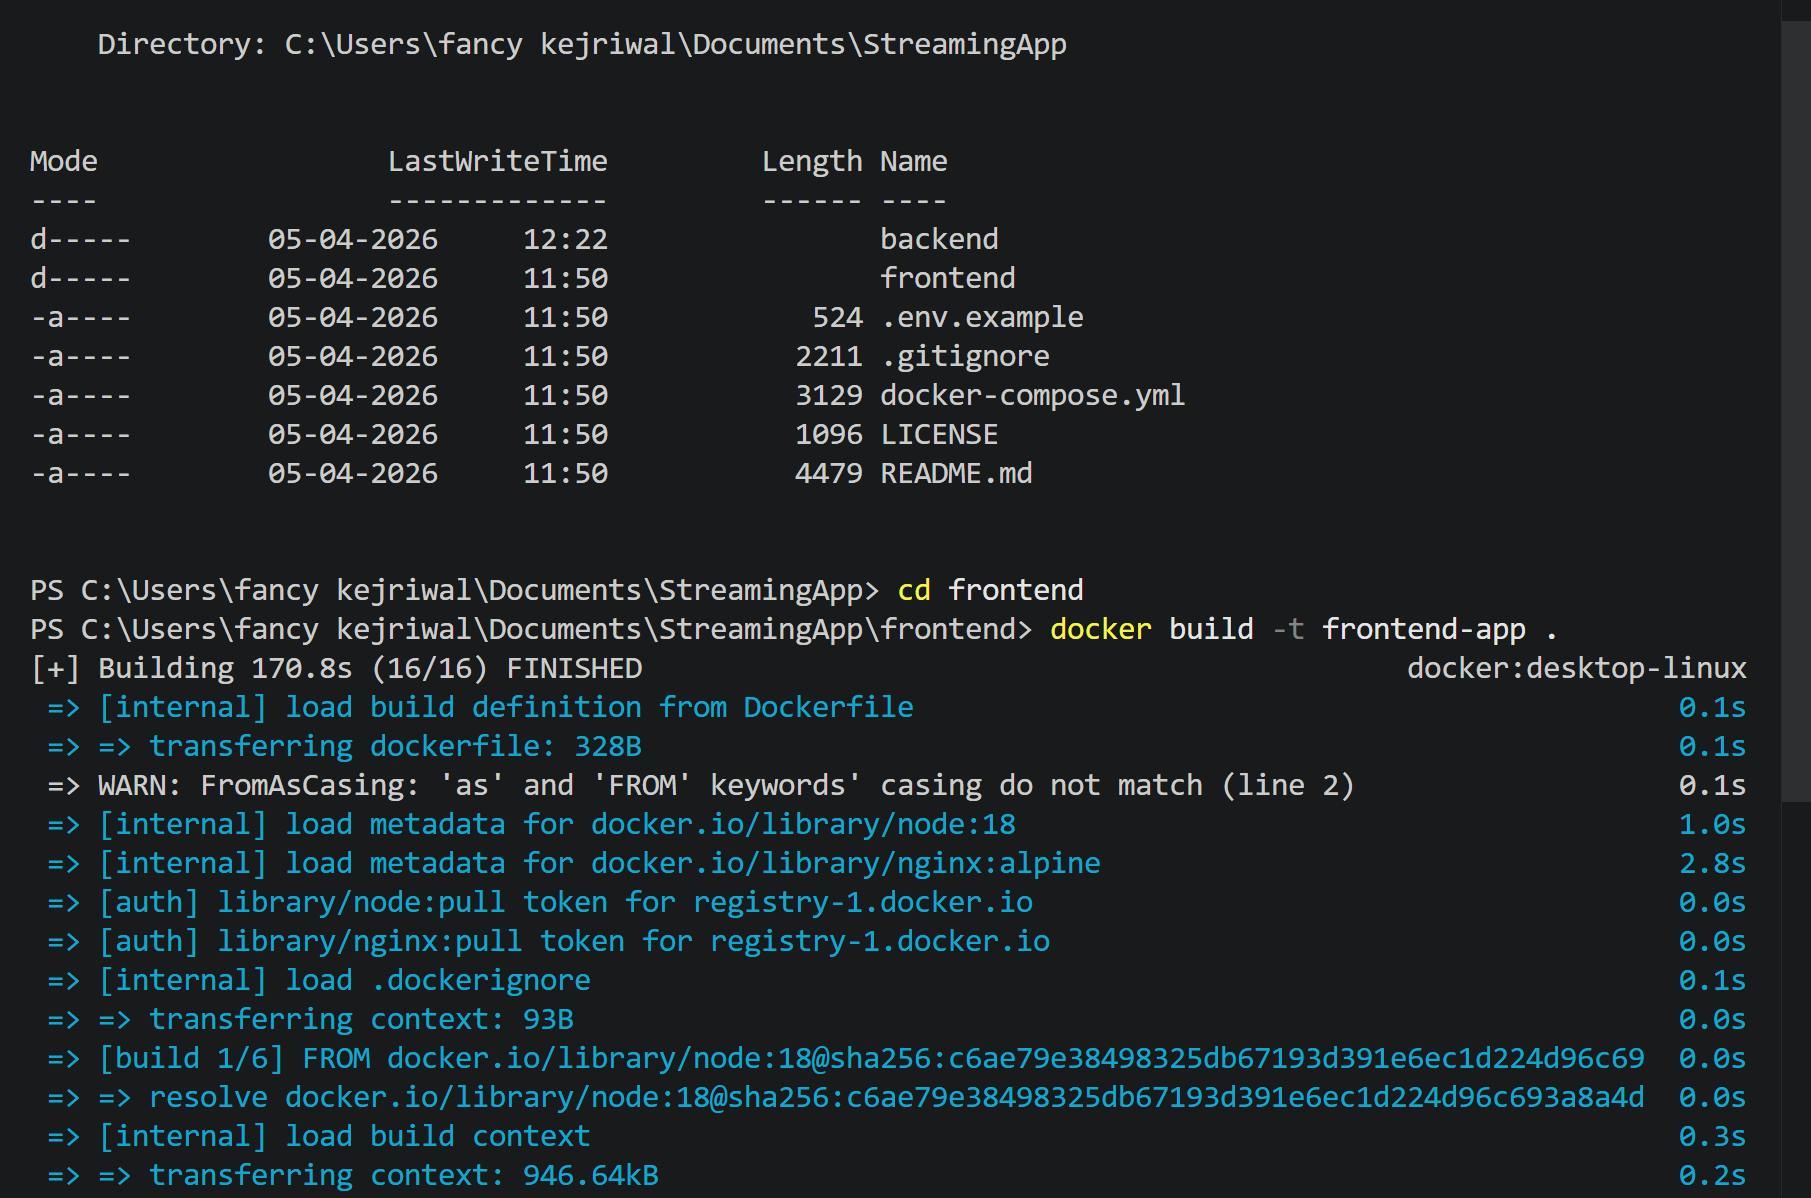 Directory: C:\Users\fancy kejriwal\Documents\StreamingApp
Mode                 LastWriteTime         Length Name
----                 -------------         ------ ----
d-----        05-04-2026     12:22                backend
d-----        05-04-2026     11:50                frontend
-a----        05-04-2026     11:50            524 .env.example
-a----        05-04-2026     11:50           2211 .gitignore
-a----        05-04-2026     11:50           3129 docker-compose.yml
-a----        05-04-2026     11:50           1096 LICENSE
-a----        05-04-2026     11:50           4479 README.md
PS C:\Users\fancy kejriwal\Documents\StreamingApp> cd frontend
PS C:\Users\fancy kejriwal\Documents\StreamingApp\frontend> docker build -t frontend-app .
[+] Building 170.8s (16/16) FINISHED                                             docker:desktop-linux
 => [internal] load build definition from Dockerfile                                             0.1s
 => => transferring dockerfile: 328B                                                             0.1s
 => WARN: FromAsCasing: 'as' and 'FROM' keywords' casing do not match (line 2)                   0.1s
 => [internal] load metadata for docker.io/library/node:18                                       1.0s
 => [internal] load metadata for docker.io/library/nginx:alpine                                  2.8s
 => [auth] library/node:pull token for registry-1.docker.io                                      0.0s
 => [auth] library/nginx:pull token for registry-1.docker.io                                     0.0s
 => [internal] load .dockerignore                                                                0.1s
 => => transferring context: 93B                                                                 0.0s
 => [build 1/6] FROM docker.io/library/node:18@sha256:c6ae79e38498325db67193d391e6ec1d224d96c69  0.0s
 => => resolve docker.io/library/node:18@sha256:c6ae79e38498325db67193d391e6ec1d224d96c693a8a4d  0.0s
 => [internal] load build context                                                                0.3s
 => => transferring context: 946.64kB                                                            0.2s